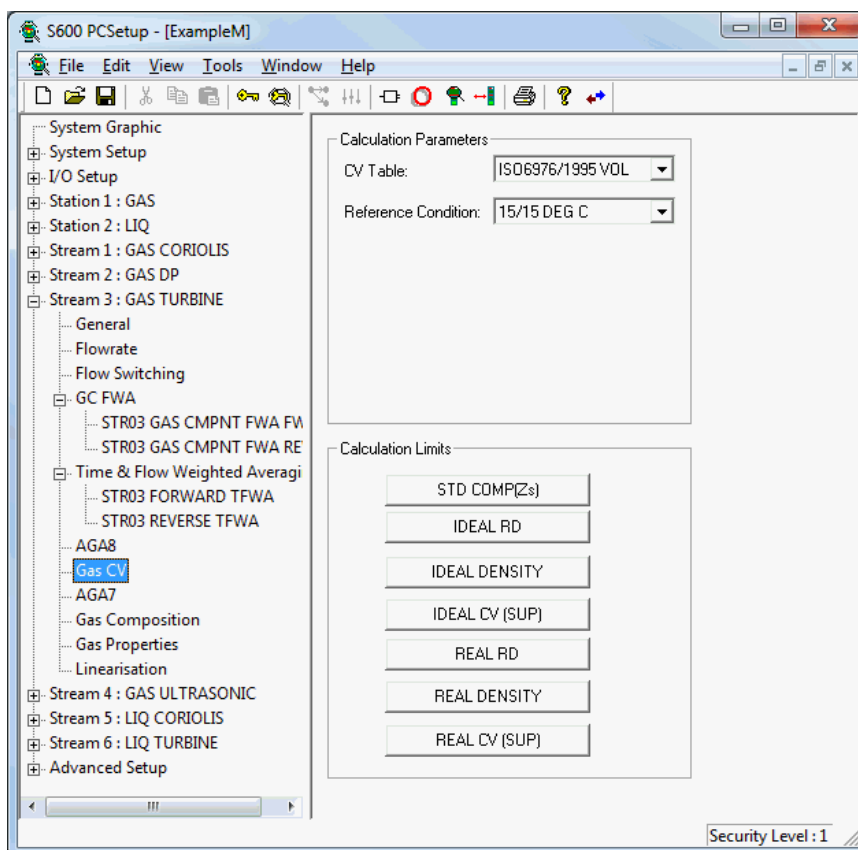 S600 PCSetup - [ExampleM]
File Edit View Tools Window Help
System Graphic
System Setup
I/O Setup
Station 1 : GAS
Station 2 : LIQ
Stream 1 : GAS CORIOLIS
Stream 2 : GAS DP
Stream 3 : GAS TURBINE
General
Flowrate
Flow Switching
GC FWA
STR03 GAS CMPNT FWA FW
STR03 GAS CMPNT FWA RE
Time & Flow Weighted Averagi
STR03 FORWARD TFWA
STR03 REVERSE TFWA
AGA8
Gas CV
AGA7
Gas Composition
Gas Properties
Linearisation
Stream 4 : GAS ULTRASONIC
Stream 5 : LIQ CORIOLIS
Stream 6 : LIQ TURBINE
Advanced Setup
Calculation Parameters
CV Table: ISO6976/1995 VOL
Reference Condition: 15/15 DEG C
Calculation Limits
STD COMP(Zs)
IDEAL RD
IDEAL DENSITY
IDEAL CV (SUP)
REAL RD
REAL DENSITY
REAL CV (SUP)
Security Level : 1